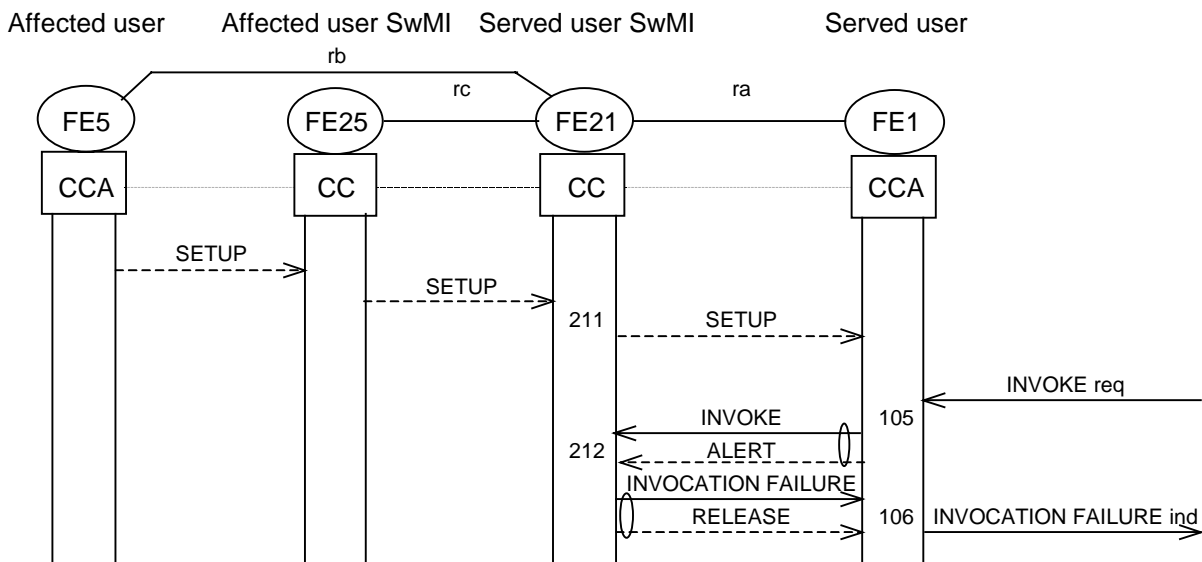 Affected user Affected user SwMI Served user SwMI Served user
rb
rc ra
FE5 FE25 FE21 FE1
CCA CC CC CCA
SETUP
SETUP
211 SETUP
INVOKE req
105
INVOKE
212 ALERT
INVOCATION FAILURE
RELEASE 106 INVOCATION FAILURE ind